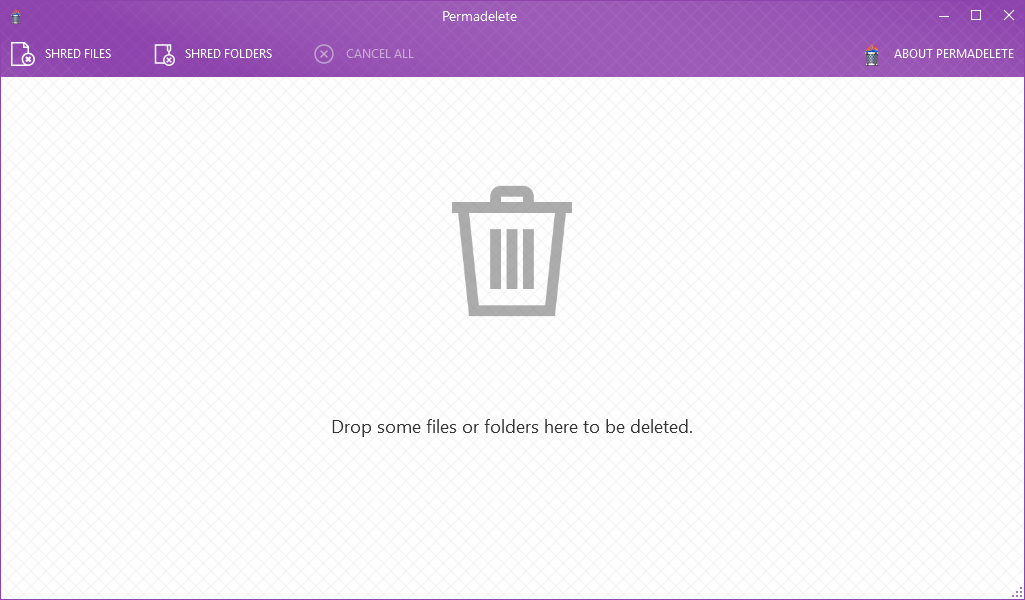 Permadelete
SHRED FILES
SHRED FOLDERS
CANCEL ALL
ABOUT PERMADELETE
Drop some files or folders here to be deleted.